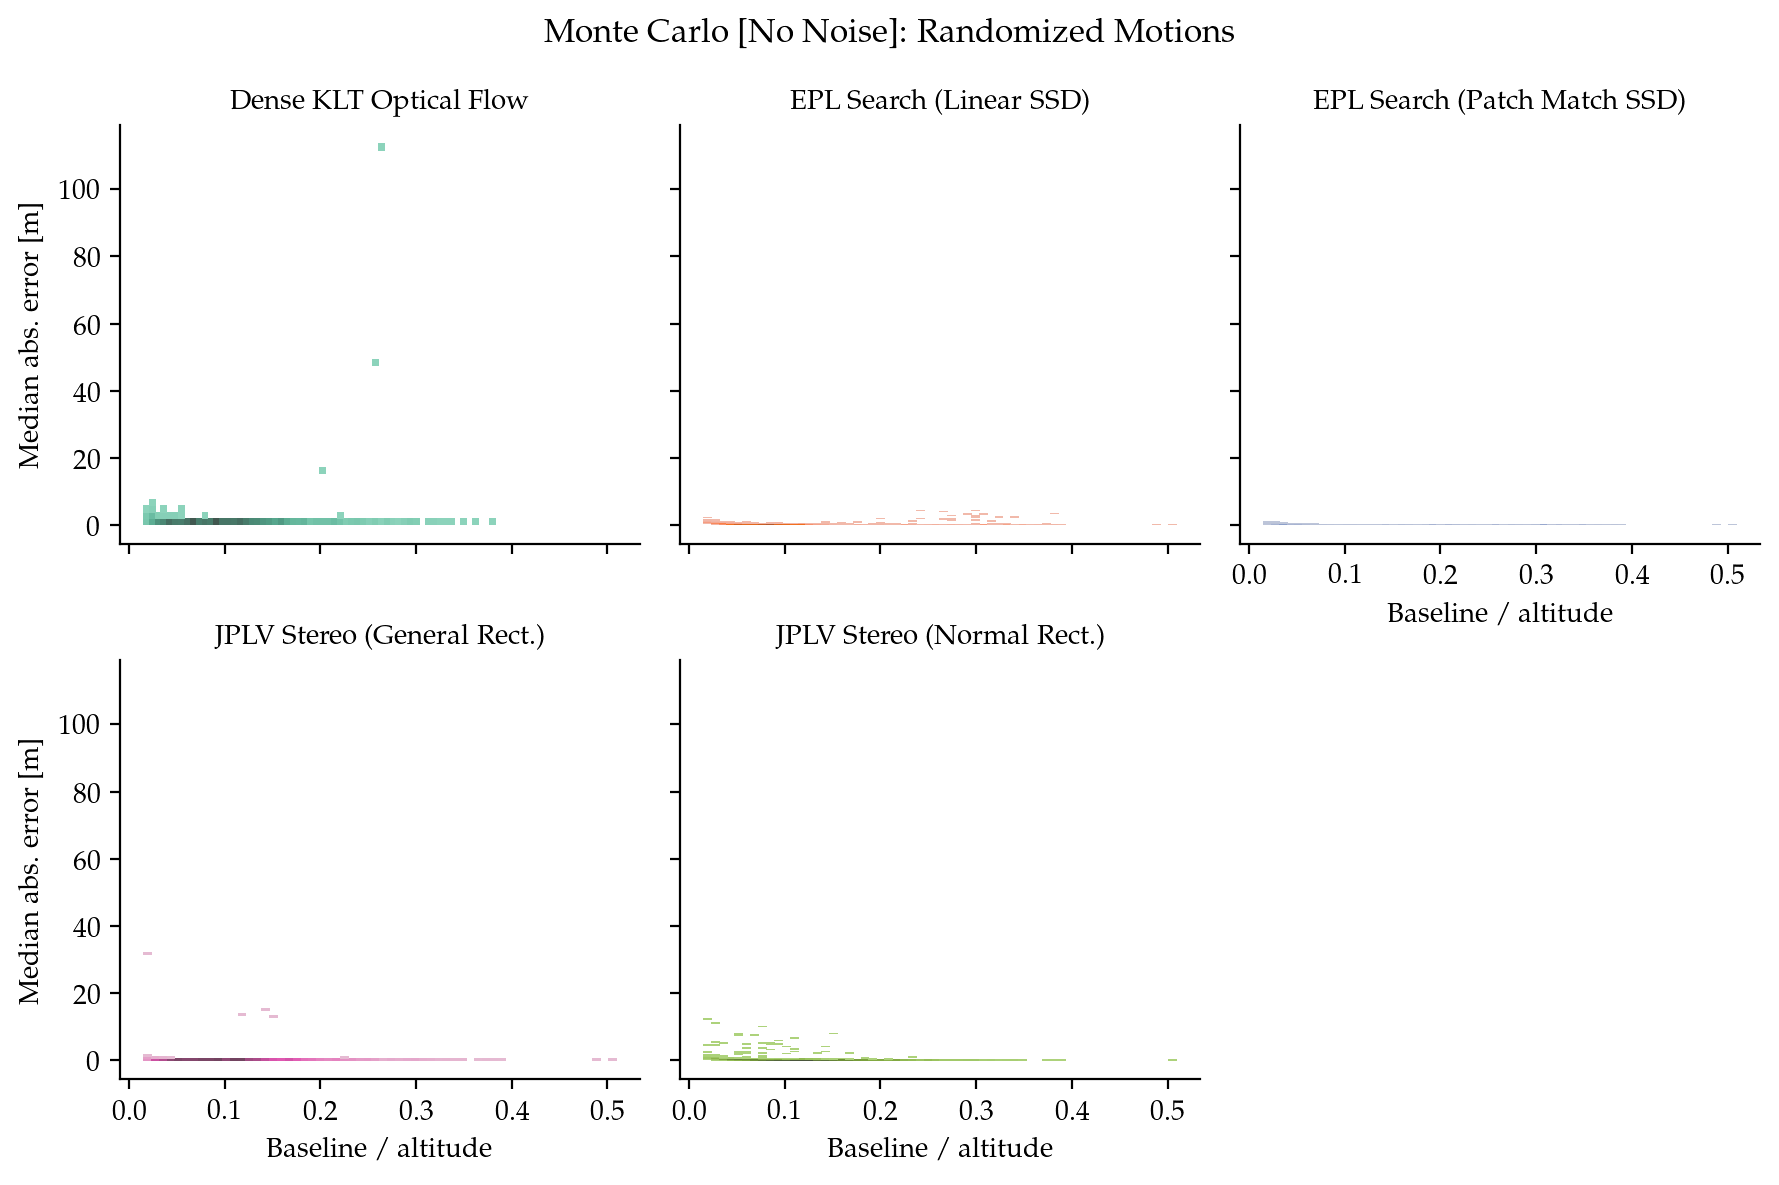 Monte Carlo [No Noise]: Randomized Motions
Dense KLT Optical Flow
EPL Search (Linear SSD)
EPL Search (Patch Match SSD)
Median abs. error [m]
100
80
60
40
20
0
0.0 0.1 0.2 0.3 0.4 0.5
Baseline / altitude
JPLV Stereo (General Rect.)
JPLV Stereo (Normal Rect.)
Median abs. error [m]
100
80
60
40
20
0
0.0 0.1 0.2 0.3 0.4 0.5
Baseline / altitude
0.0 0.1 0.2 0.3 0.4 0.5
Baseline / altitude